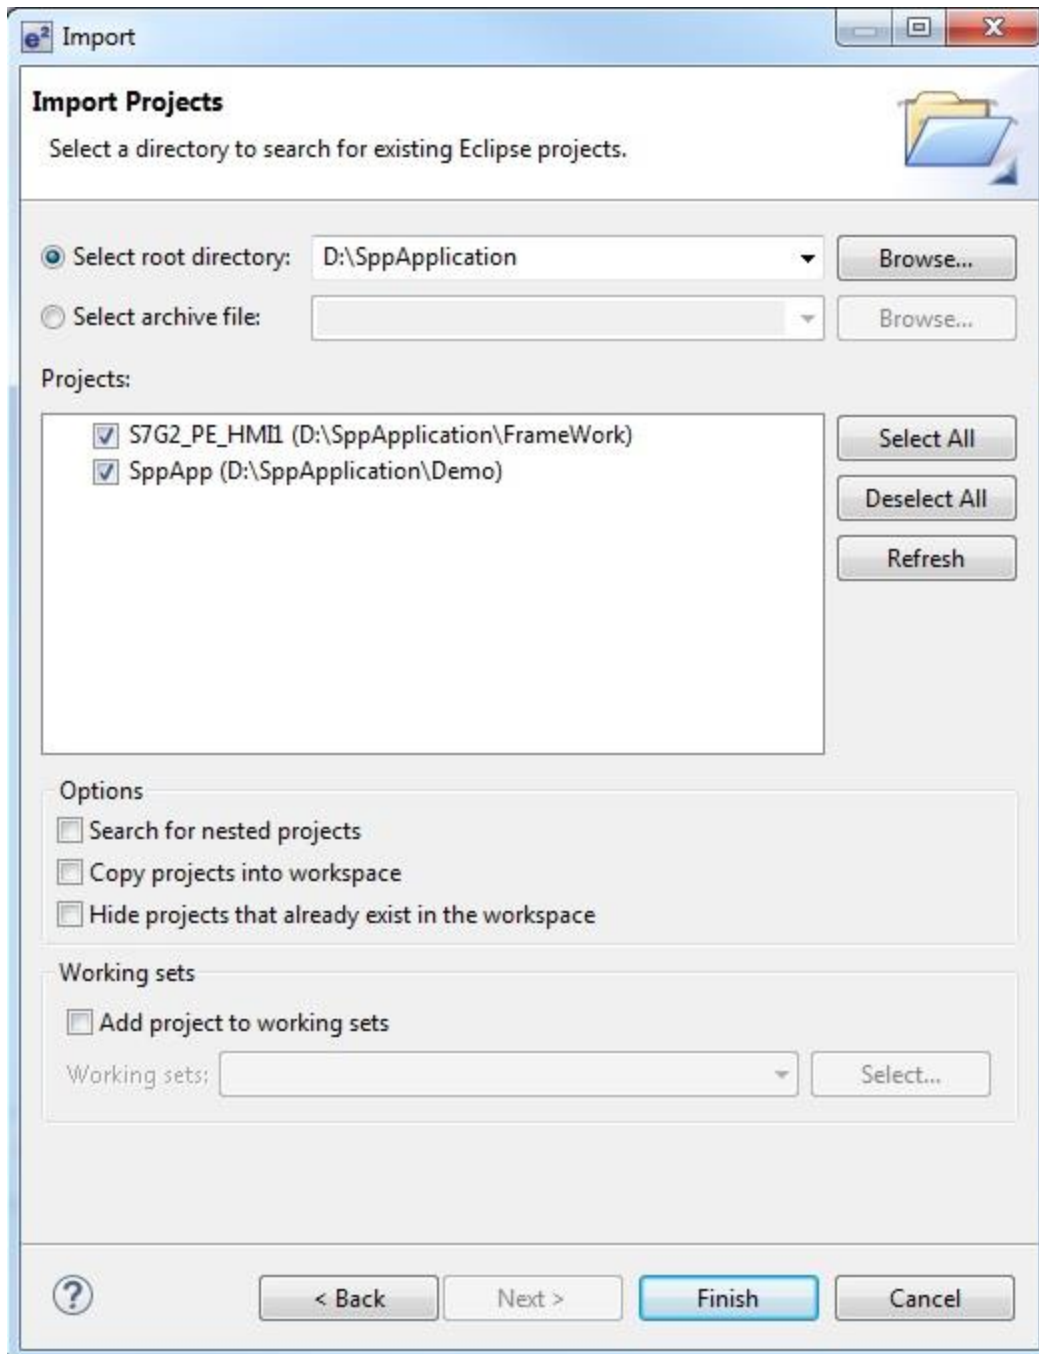 e² Import
Import Projects
Select a directory to search for existing Eclipse projects.
Select root directory: D:\SppApplication Browse...
Select archive file: Browse...
Projects:
S7G2_PE_HMI1 (D:\SppApplication\FrameWork)
SppApp (D:\SppApplication\Demo)
Select All
Deselect All
Refresh
Options
Search for nested projects
Copy projects into workspace
Hide projects that already exist in the workspace
Working sets
Add project to working sets
Working sets: Select...
? < Back Next > Finish Cancel